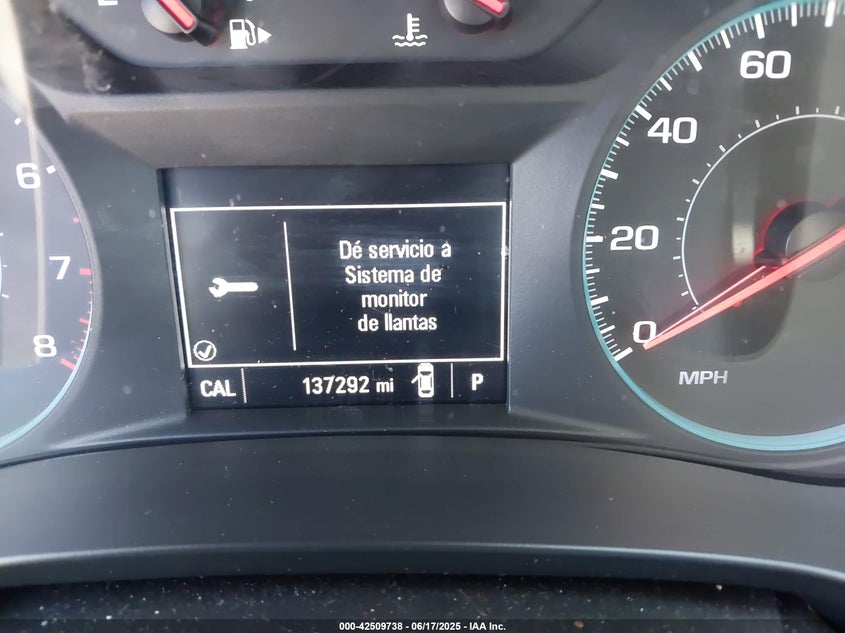 60
40
6
20
7
0
8
MPH
Dé servicio a
Sistema de
monitor
de llantas
CAL 137292 mi P
000-42509738 - 06/17/2025 - IAA Inc.